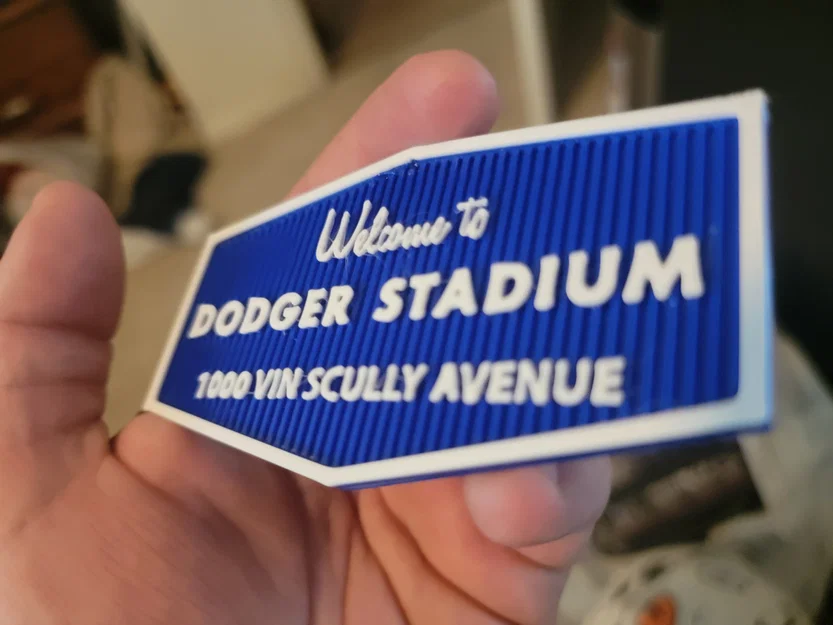 Welcome to
DODGER STADIUM
1000 VIN SCULLY AVENUE